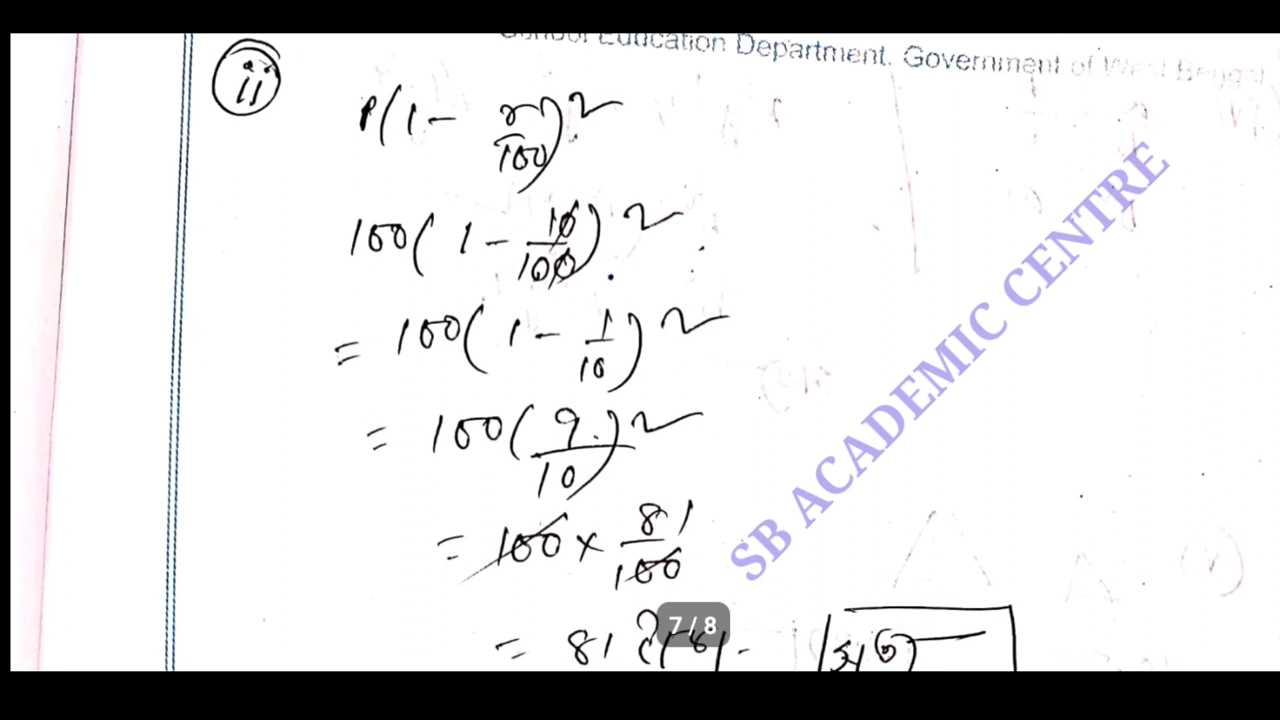 School Education Department. Government of West Bengal
ii
P(1 - r/100)²
100(1 - 10/100)²
= 100(1 - 1/10)²
= 100(9/10)²
= 100 × 81/100
= 81
7 / 8
SB ACADEMIC CENTRE